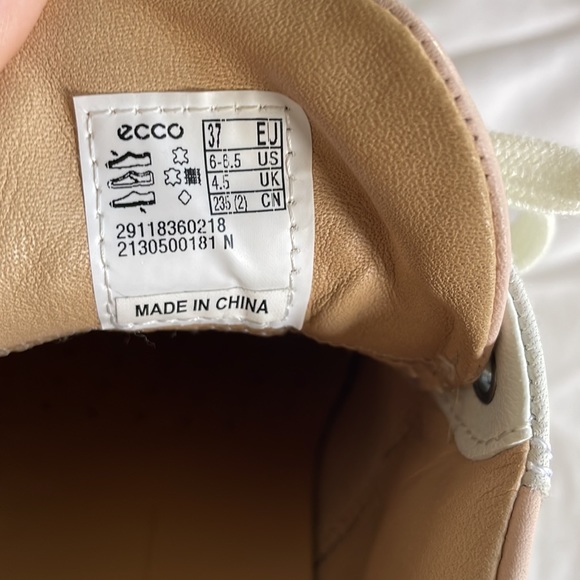 ecco
37 EU
6-6.5 US
4.5 UK
235 (2) CN
29118360218
2130500181 N
MADE IN CHINA